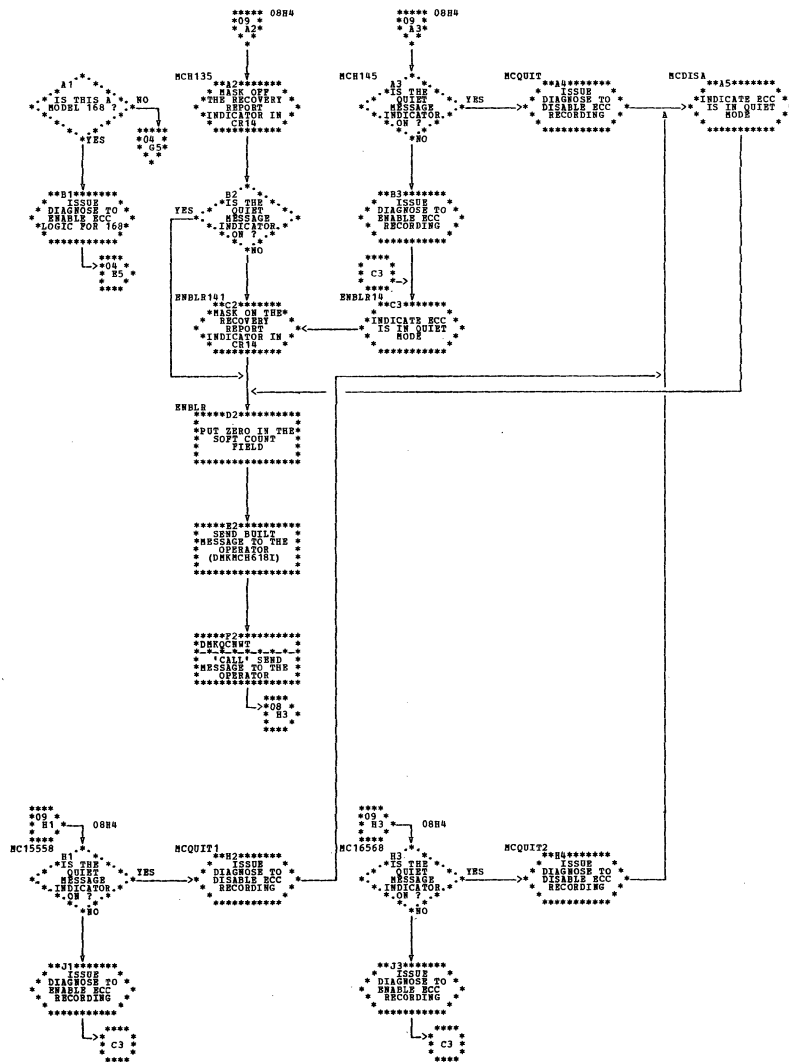 09 A2
08H4
09 A3
08H4
A1
IS THIS A
MODEL 168 ?
NO
YES
04 G5
MCH135
A2
MASK OFF
THE RECOVERY
REPORT
INDICATOR IN
CR14
MCH145
A3
IS THE
QUIET
MESSAGE
INDICATOR
ON ?
YES
NO
MCQUIT
A4
ISSUE
DIAGNOSE TO
DISABLE ECC
RECORDING
A
MCDISA
A5
INDICATE ECC
IS IN QUIET
MODE
B1
ISSUE
DIAGNOSE TO
ENABLE ECC
LOGIC FOR 168
04
E5
B2
IS THE
QUIET
MESSAGE
INDICATOR
ON ?
YES
NO
B3
ISSUE
DIAGNOSE TO
ENABLE ECC
RECORDING
C3
ENBLR141
C2
MASK ON THE
RECOVERY
REPORT
INDICATOR IN
CR14
ENBLR14
C3
INDICATE ECC
IS IN QUIET
MODE
ENBLR
D2
PUT ZERO IN THE
SOFT COUNT
FIELD
E2
SEND BUILT
MESSAGE TO THE
OPERATOR
(DMKMCH618I)
F2
DMKQCNWT
'CALL' SEND
MESSAGE TO THE
OPERATOR
08
H3
09
H1
08H4
MC15558
H1
IS THE
QUIET
MESSAGE
INDICATOR
ON ?
YES
NO
MCQUIT1
H2
ISSUE
DIAGNOSE TO
DISABLE ECC
RECORDING
09
H3
08H4
MC16568
H3
IS THE
QUIET
MESSAGE
INDICATOR
ON ?
YES
NO
MCQUIT2
H4
ISSUE
DIAGNOSE TO
DISABLE ECC
RECORDING
J1
ISSUE
DIAGNOSE TO
ENABLE ECC
RECORDING
C3
J3
ISSUE
DIAGNOSE TO
ENABLE ECC
RECORDING
C3